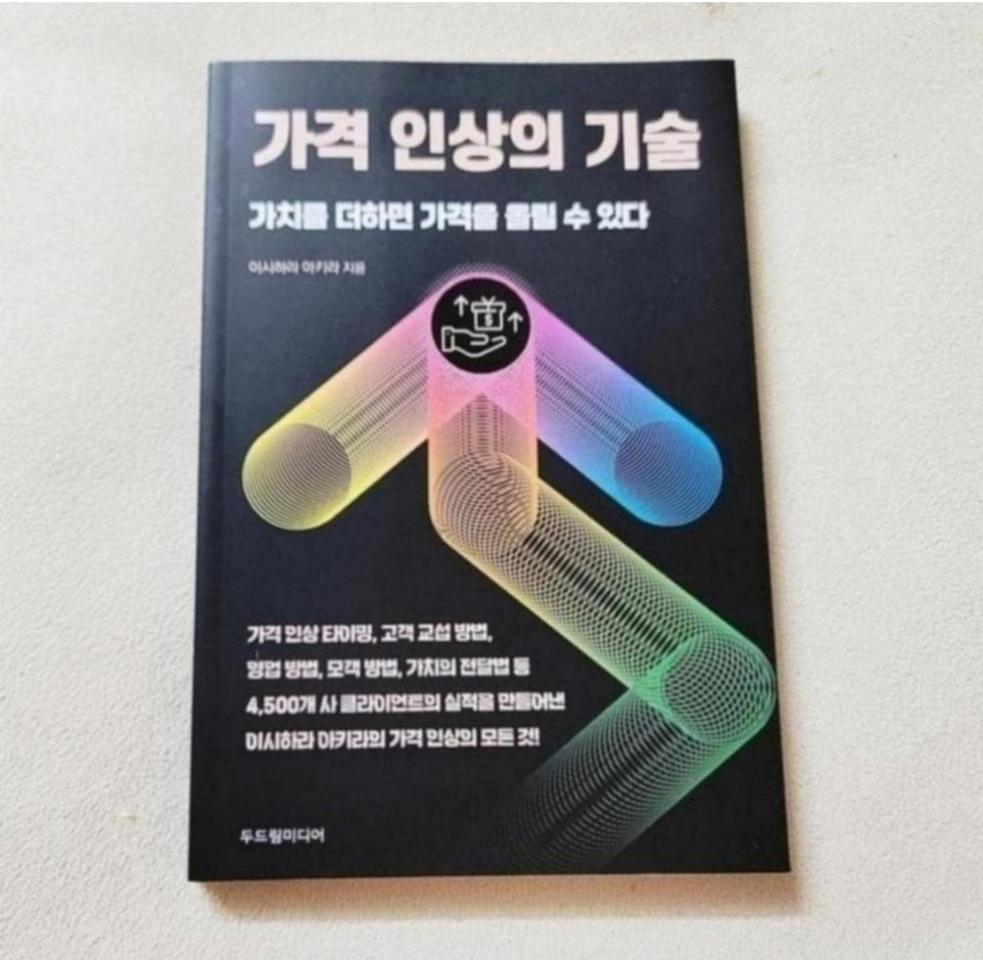 가격 인상의 기술
가치를 더하면 가격을 올릴 수 있다
이시하라 아키라 지음
$
가격 인상 타이밍, 고객 교섭 방법,
영업 방법, 모객 방법, 가치의 전달법 등
4,500개 사 클라이언트의 실적을 만들어낸
이시하라 아키라의 가격 인상의 모든 것!
두드림미디어